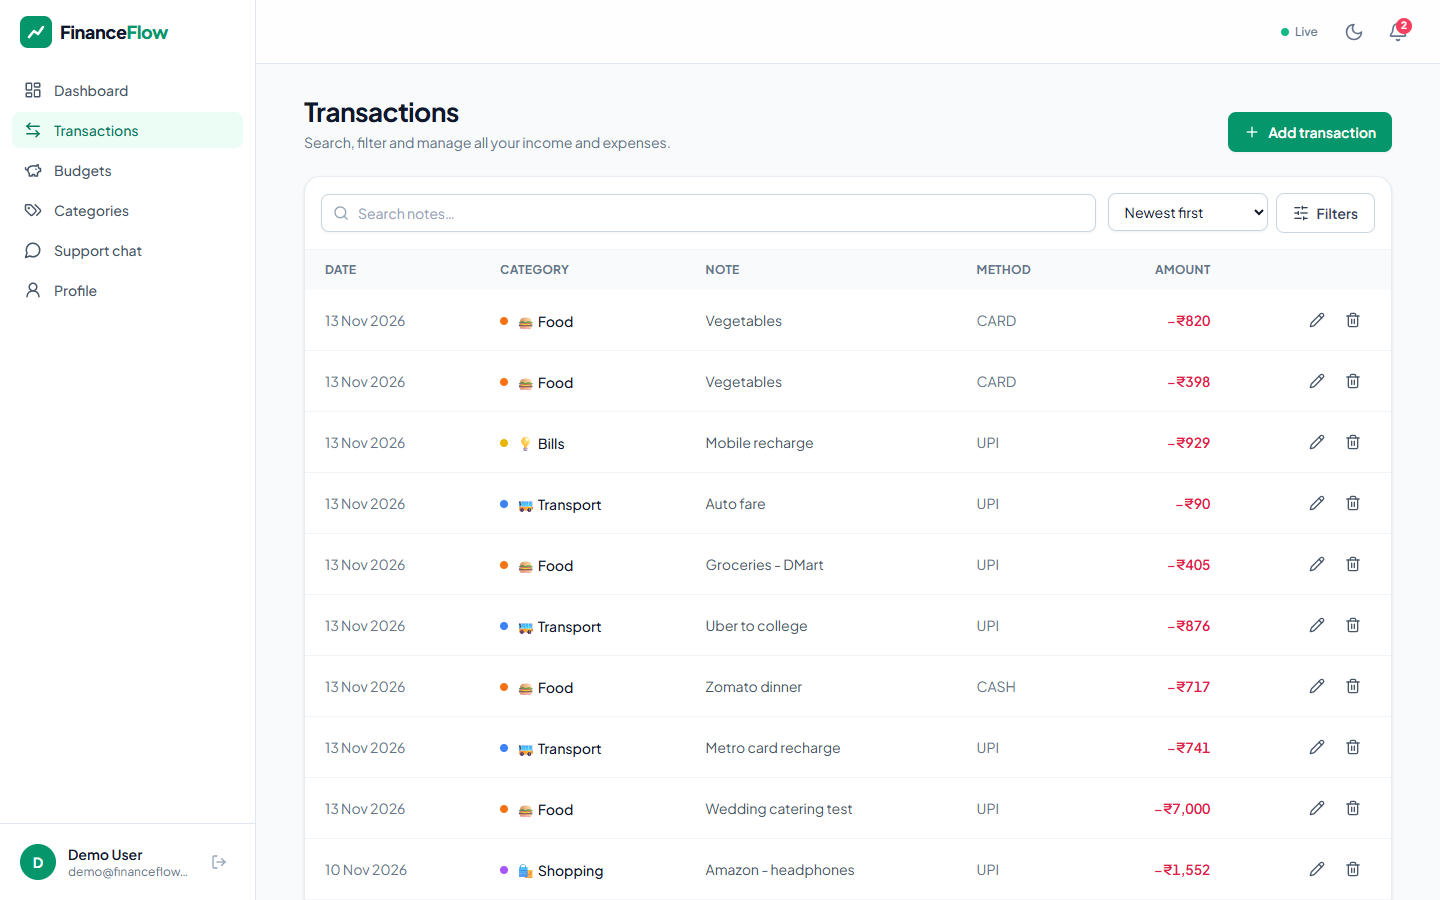 FinanceFlow
Live
2
Dashboard
Transactions
Budgets
Categories
Support chat
Profile
Transactions
Search, filter and manage all your income and expenses.
Add transaction
Search notes...
Newest first
Filters
DATE CATEGORY NOTE METHOD AMOUNT
13 Nov 2026 Food Vegetables CARD −₹820
13 Nov 2026 Food Vegetables CARD −₹398
13 Nov 2026 Bills Mobile recharge UPI −₹929
13 Nov 2026 Transport Auto fare UPI −₹90
13 Nov 2026 Food Groceries - DMart UPI −₹405
13 Nov 2026 Transport Uber to college UPI −₹876
13 Nov 2026 Food Zomato dinner CASH −₹717
13 Nov 2026 Transport Metro card recharge UPI −₹741
13 Nov 2026 Food Wedding catering test UPI −₹7,000
10 Nov 2026 Shopping Amazon - headphones UPI −₹1,552
D
Demo User
demo@financeflow...